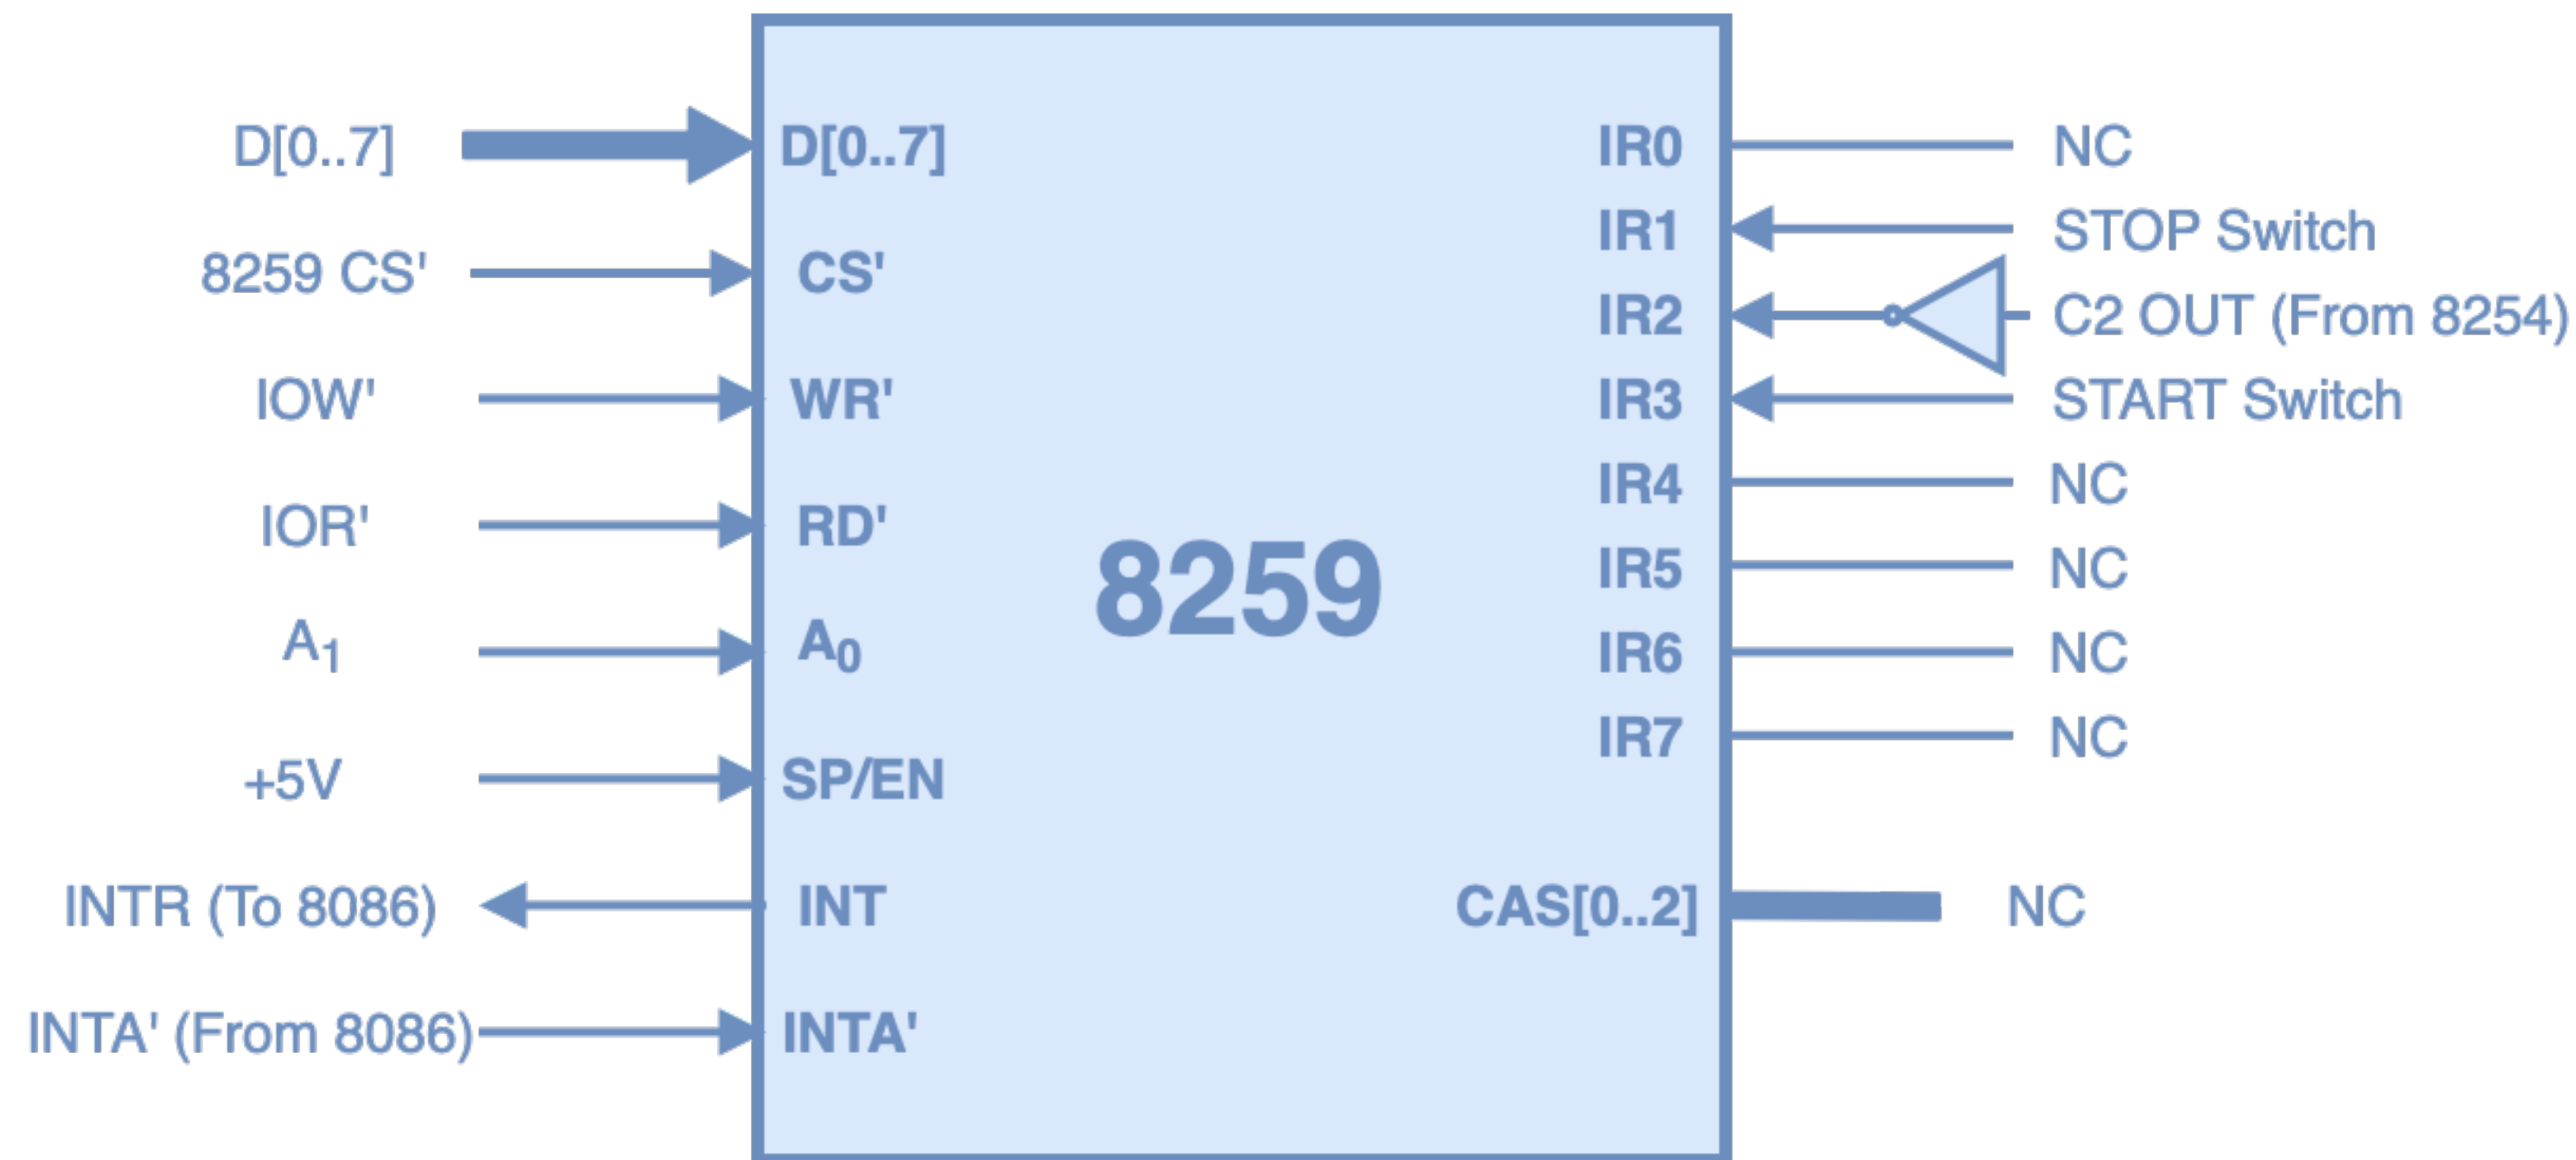 D[0..7] D[0..7] IR0 NC
IR1 STOP Switch
8259 CS' CS' IR2 C2 OUT (From 8254)
IOW' WR' IR3 START Switch
IR4 NC
IOR' RD' IR5 NC
8259
A1 A0 IR6 NC
IR7 NC
+5V SP/EN
INTR (To 8086) INT CAS[0..2] NC
INTA' (From 8086) INTA'